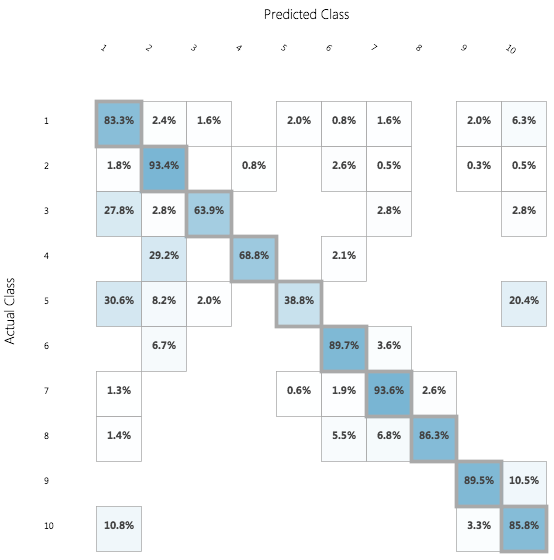 Predicted Class
1 2 3 4 5 6 7 8 9 10
Actual Class
1 83.3% 2.4% 1.6% 2.0% 0.8% 1.6% 2.0% 6.3%
2 1.8% 93.4% 0.8% 2.6% 0.5% 0.3% 0.5%
3 27.8% 2.8% 63.9% 2.8% 2.8%
4 29.2% 68.8% 2.1%
5 30.6% 8.2% 2.0% 38.8% 20.4%
6 6.7% 89.7% 3.6%
7 1.3% 0.6% 1.9% 93.6% 2.6%
8 1.4% 5.5% 6.8% 86.3%
9 89.5% 10.5%
10 10.8% 3.3% 85.8%